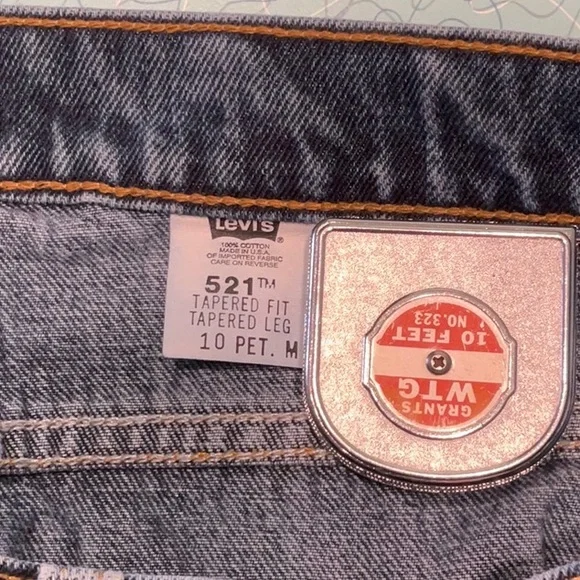 Levi's
®
100% COTTON
MADE IN U.S.A.
OF IMPORTED FABRIC
CARE ON REVERSE
521™
TAPERED FIT
TAPERED LEG
10 PET. M
GRANTS
WTG
10 FEET
NO.323